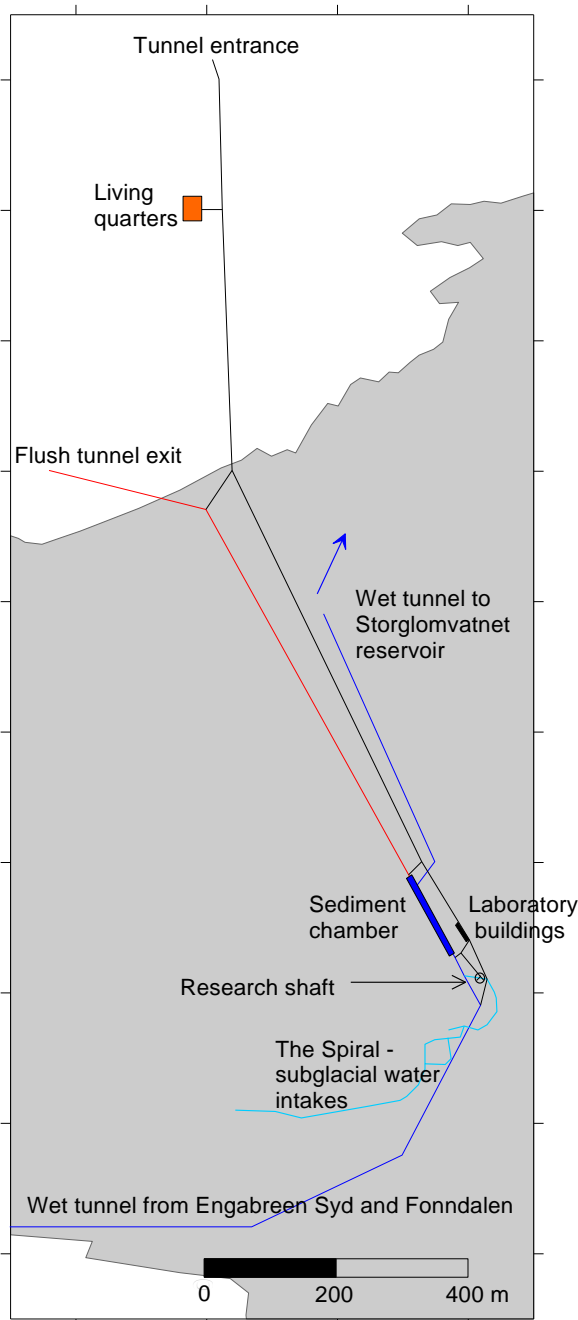 Tunnel entrance
Living
quarters
Flush tunnel exit
Wet tunnel to
Storglomvatnet
reservoir
Sediment
chamber
Laboratory
buildings
Research shaft
The Spiral -
subglacial water
intakes
Wet tunnel from Engabreen Syd and Fonndalen
0 200 400 m